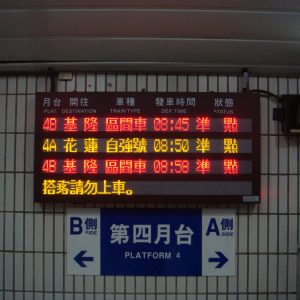 月台 開往 車種 發車時間 狀態
PLAT. DESTINATION TRAIN TYPE DEP. TIME STATUS
4B 基隆 區間車 08:45 準點
4A 花蓮 自強號 08:50 準點
4B 基隆 區間車 08:58 準點
請勿上車。
B側 SIDE 第四月台 A側 SIDE
← PLATFORM 4 →